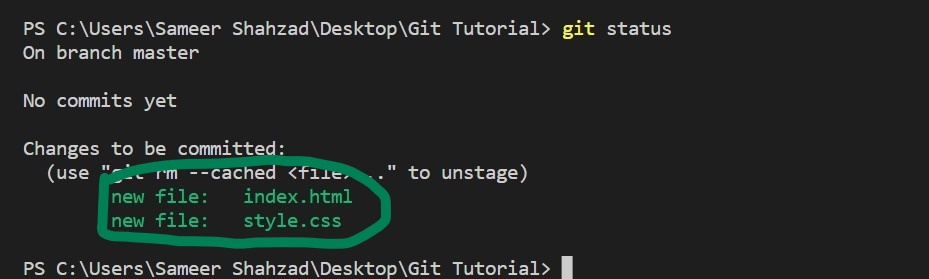 PS C:\Users\Sameer Shahzad\Desktop\Git Tutorial> git status
On branch master
No commits yet
Changes to be committed:
(use "git rm --cached <file>..." to unstage)
new file: index.html
new file: style.css
PS C:\Users\Sameer Shahzad\Desktop\Git Tutorial>